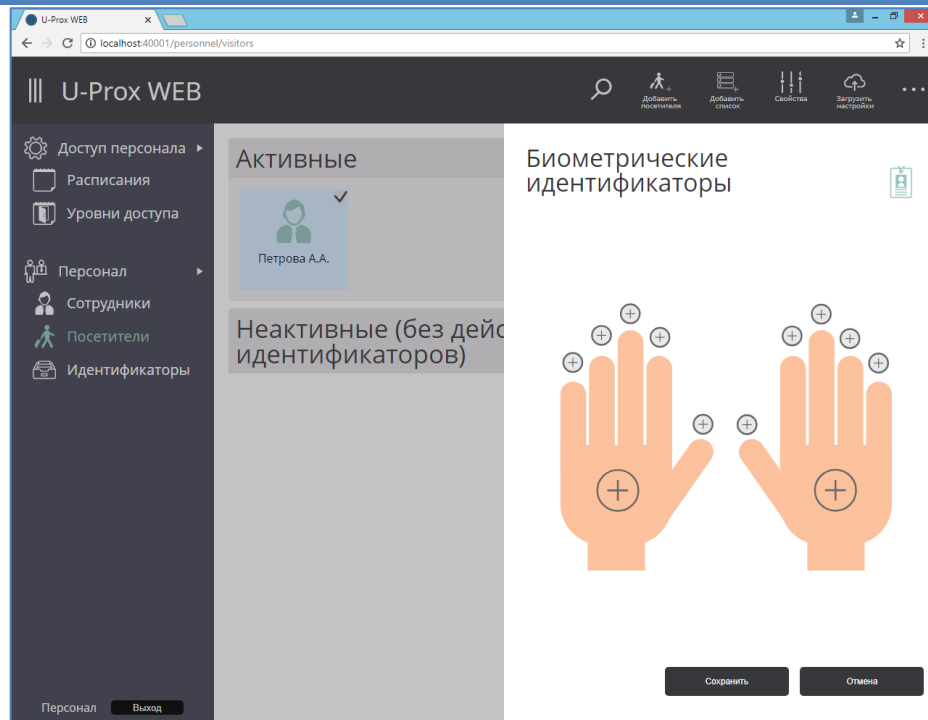 U-Prox WEB
localhost:40001/personnel/visitors
U-Prox WEB
Добавить посетителя
Добавить список
Свойства
Загрузить настройки
Доступ персонала
Расписания
Уровни доступа
Персонал
Сотрудники
Посетители
Идентификаторы
Активные
Петрова А.А.
Неактивные (без дейс
идентификаторов)
Биометрические
идентификаторы
Сохранить
Отмена
Персонал
Выход